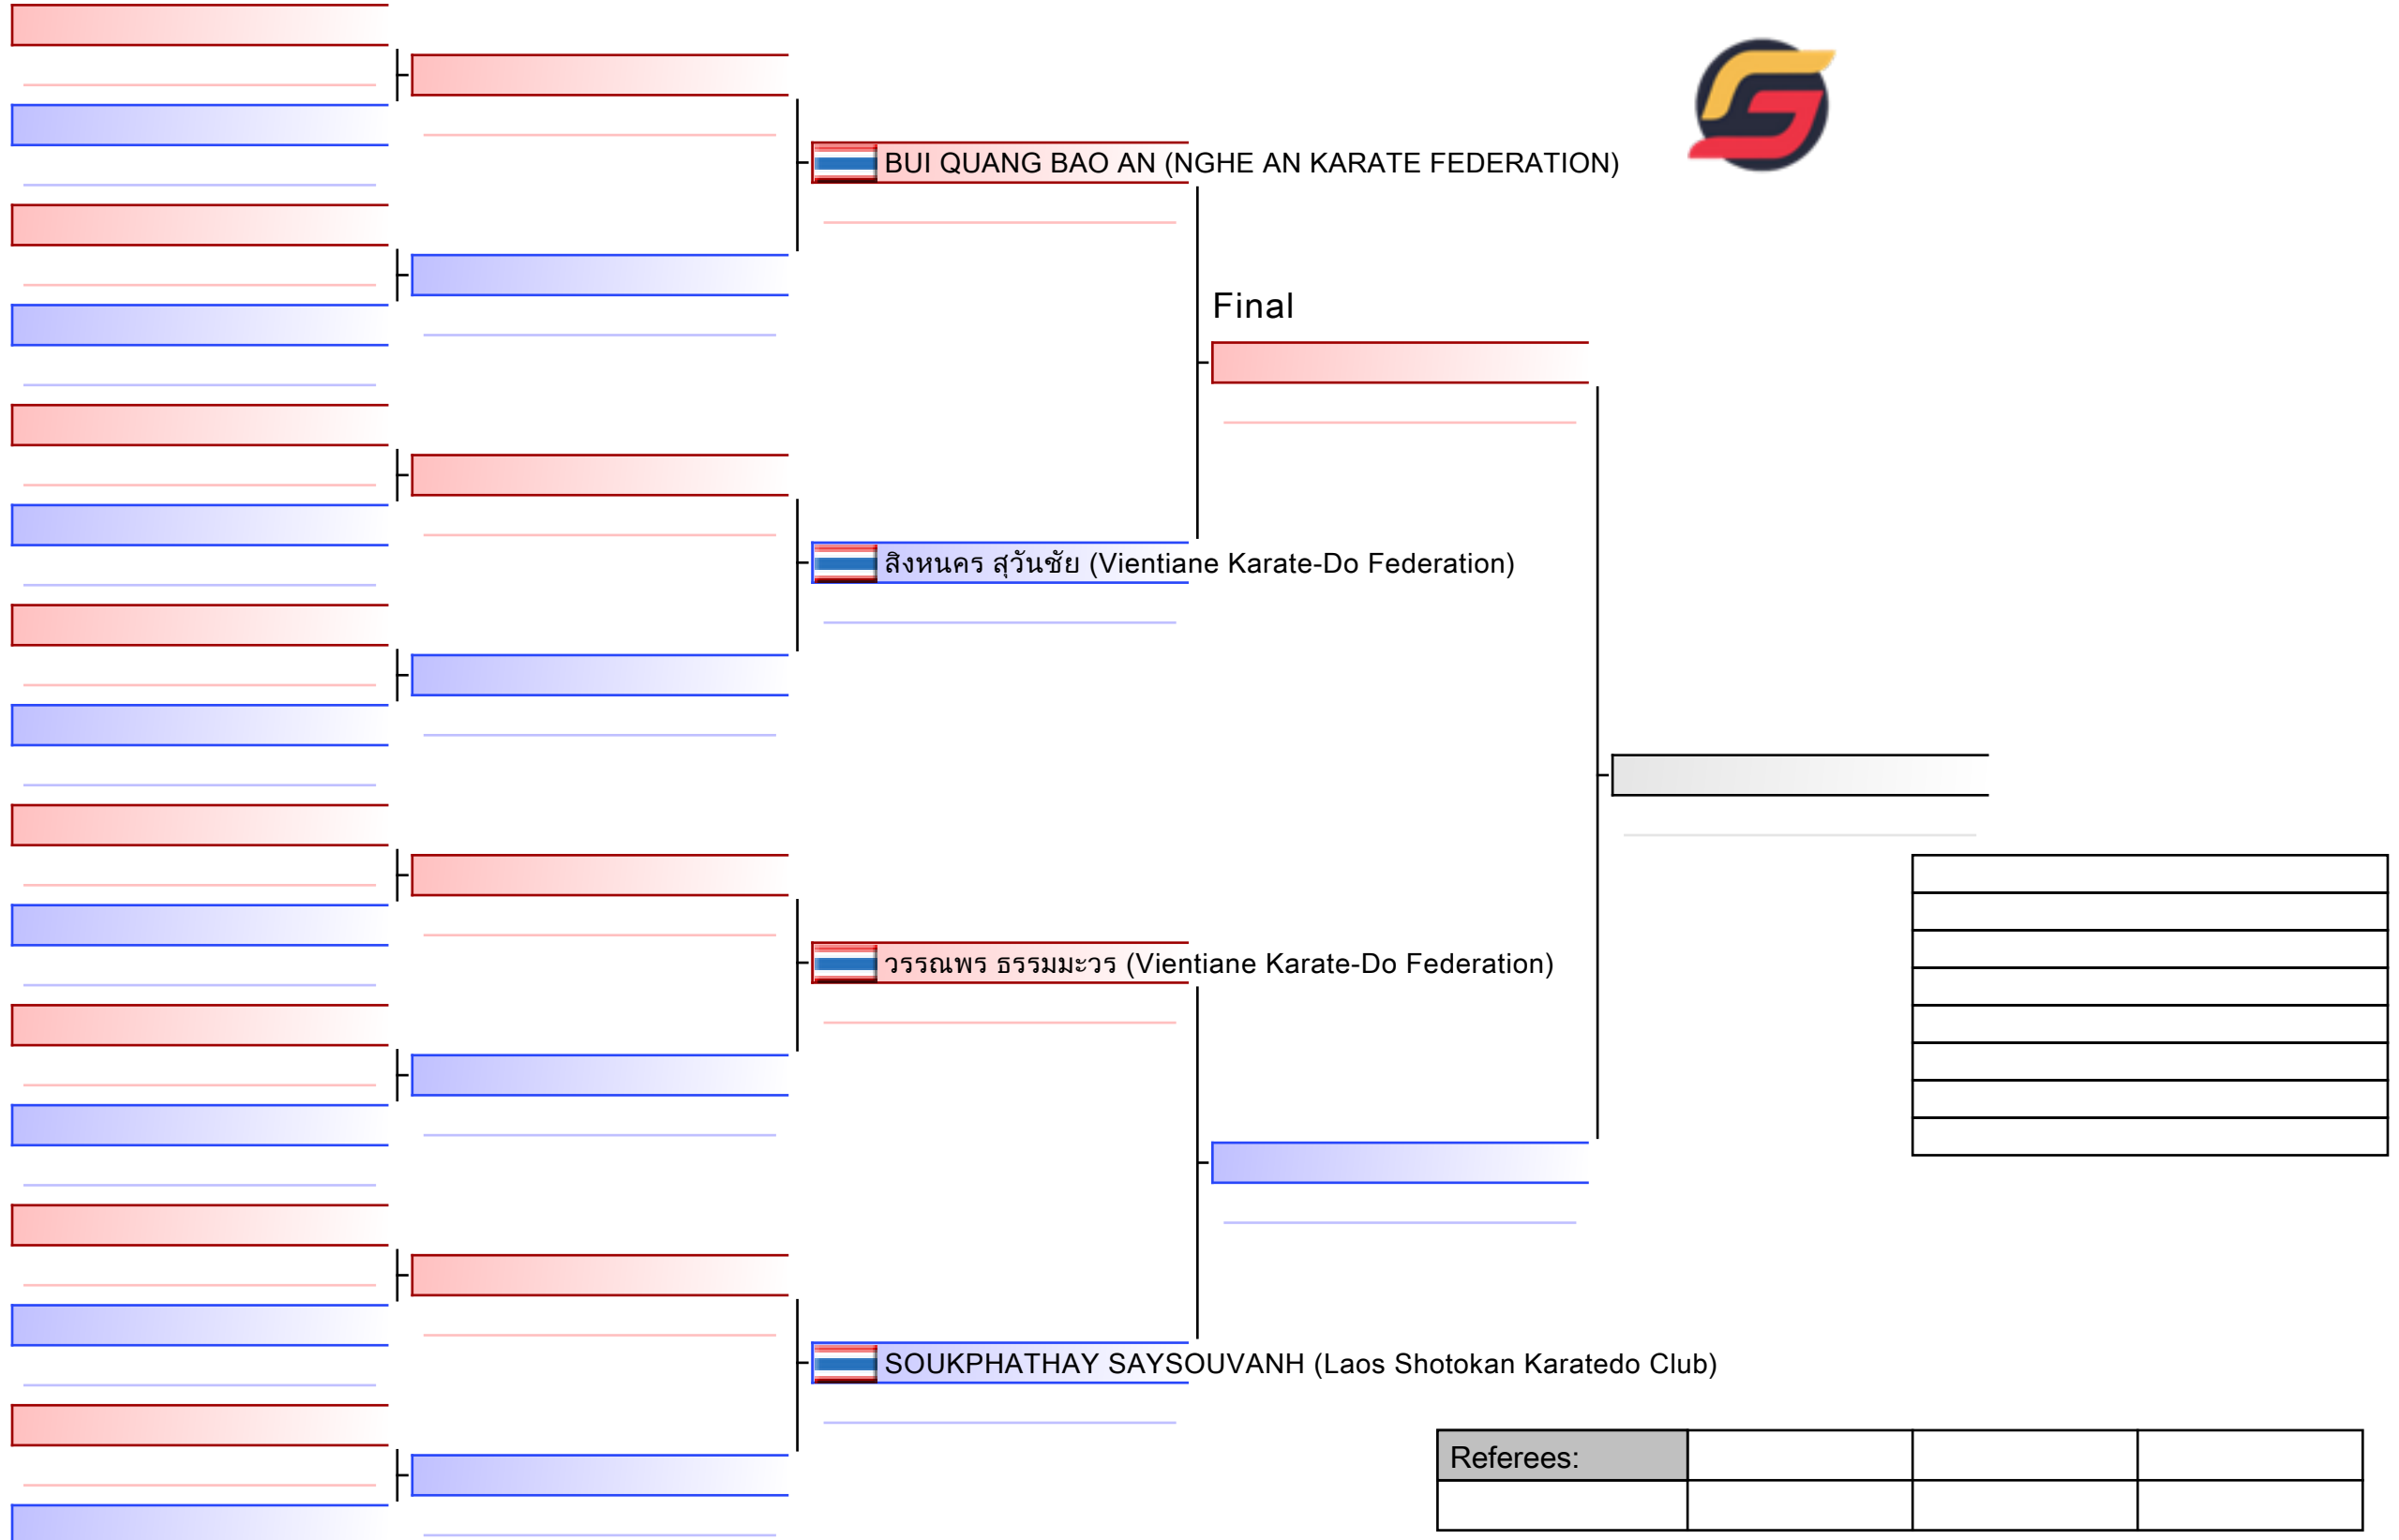 BUI QUANG BAO AN (NGHE AN KARATE FEDERATION)
Final
สิงหนคร สุวันชัย (Vientiane Karate-Do Federation)
วรรณพร ธรรมมะวร (Vientiane Karate-Do Federation)
SOUKPHATHAY SAYSOUVANH (Laos Shotokan Karatedo Club)
Referees: